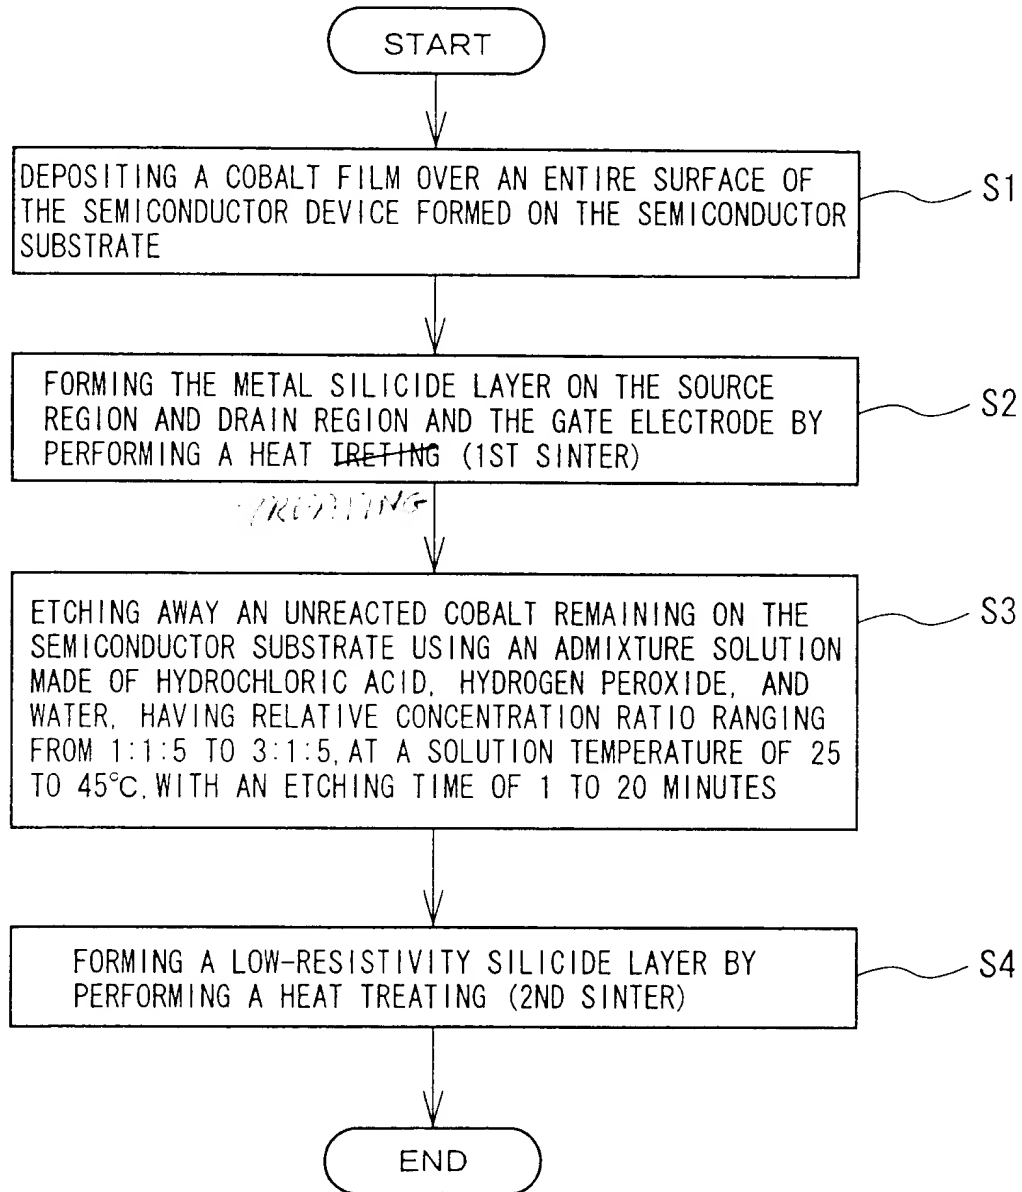 START
DEPOSITING A COBALT FILM OVER AN ENTIRE SURFACE OF
THE SEMICONDUCTOR DEVICE FORMED ON THE SEMICONDUCTOR
SUBSTRATE
S1
FORMING THE METAL SILICIDE LAYER ON THE SOURCE
REGION AND DRAIN REGION AND THE GATE ELECTRODE BY
PERFORMING A HEAT TRETING (1ST SINTER)
S2
TREATING
ETCHING AWAY AN UNREACTED COBALT REMAINING ON THE
SEMICONDUCTOR SUBSTRATE USING AN ADMIXTURE SOLUTION
MADE OF HYDROCHLORIC ACID, HYDROGEN PEROXIDE, AND
WATER, HAVING RELATIVE CONCENTRATION RATIO RANGING
FROM 1:1:5 TO 3:1:5, AT A SOLUTION TEMPERATURE OF 25
TO 45°C, WITH AN ETCHING TIME OF 1 TO 20 MINUTES
S3
FORMING A LOW-RESISTIVITY SILICIDE LAYER BY
PERFORMING A HEAT TREATING (2ND SINTER)
S4
END